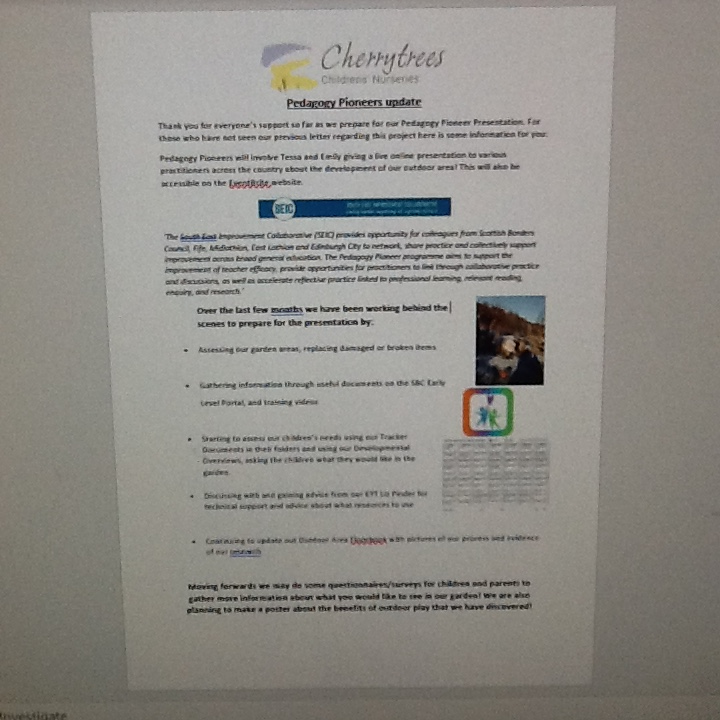 Cherrytrees
Childrens' Nurseries
Pedagogy Pioneers update
Thank you for everyone's support so far as we prepare for our Pedagogy Pioneer Presentation. For
those who have not seen our previous letter regarding this project here is some information for you:
Pedagogy Pioneers will involve Tessa and Emily giving a live online presentation to various
practitioners across the country about the development of our outdoor area! This will also be
accessible on the EventBrite website.
SEIC
'The South East Improvement Collaborative (SEIC) provides opportunity for colleagues from Scottish Borders
Council, Fife, Midlothian, East Lothian and Edinburgh City to network, share practice and collectively support
improvement across broad general education. The Pedagogy Pioneer programme aims to support the
improvement of teacher efficacy, provide opportunities for practitioners to link through collaborative practice
and discussions, as well as accelerate reflective practice linked to professional learning, relevant reading,
enquiry, and research.'
Over the last few months we have been working behind the
scenes to prepare for the presentation by:
• Assessing our garden areas, replacing damaged or broken items
• Gathering information through useful documents on the SBC Early
Level Portal, and training videos
• Starting to assess our children's needs using our Tracker
Documents in their folders and using our Developmental
Overviews, asking the children what they would like in the
garden.
• Discussing with and gaining advice from our EYT Liz Pinder for
technical support and advice about what resources to use
• Continuing to update out Outdoor Area Floorbook with pictures of our process and evidence
of our research
Moving forwards we may do some questionnaires/surveys for children and parents to
gather more information about what you would like to see in our garden! We are also
planning to make a poster about the benefits of outdoor play that we have discovered!
Investigate